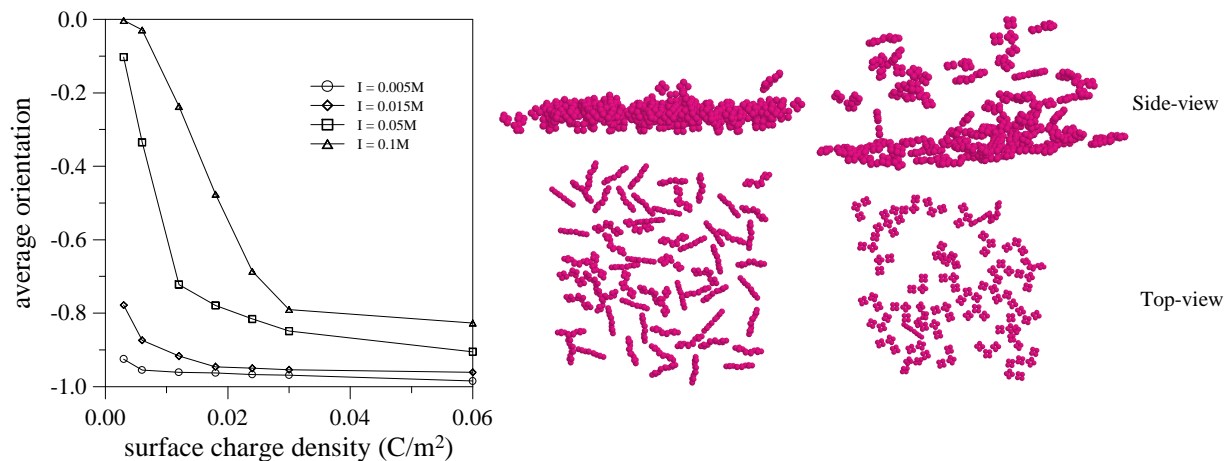 0.0
-0.2
-0.4
-0.6
-0.8
-1.0
average orientation
I = 0.005M
I = 0.015M
I = 0.05M
I = 0.1M
0.00
0.02
0.04
0.06
surface charge density (C/m²)
Side-view
Top-view